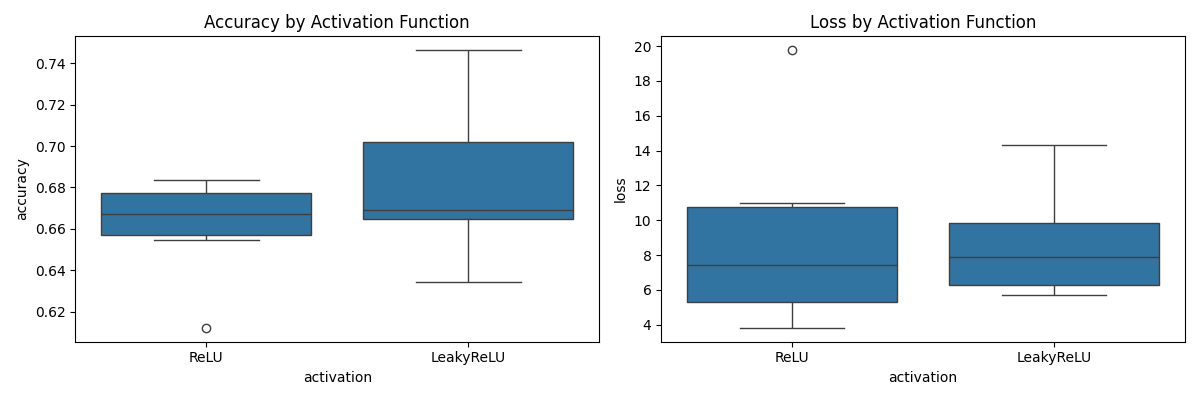 Accuracy by Activation Function
accuracy
0.74
0.72
0.70
0.68
0.66
0.64
0.62
ReLU
LeakyReLU
activation
Loss by Activation Function
loss
20
18
16
14
12
10
8
6
4
ReLU
LeakyReLU
activation